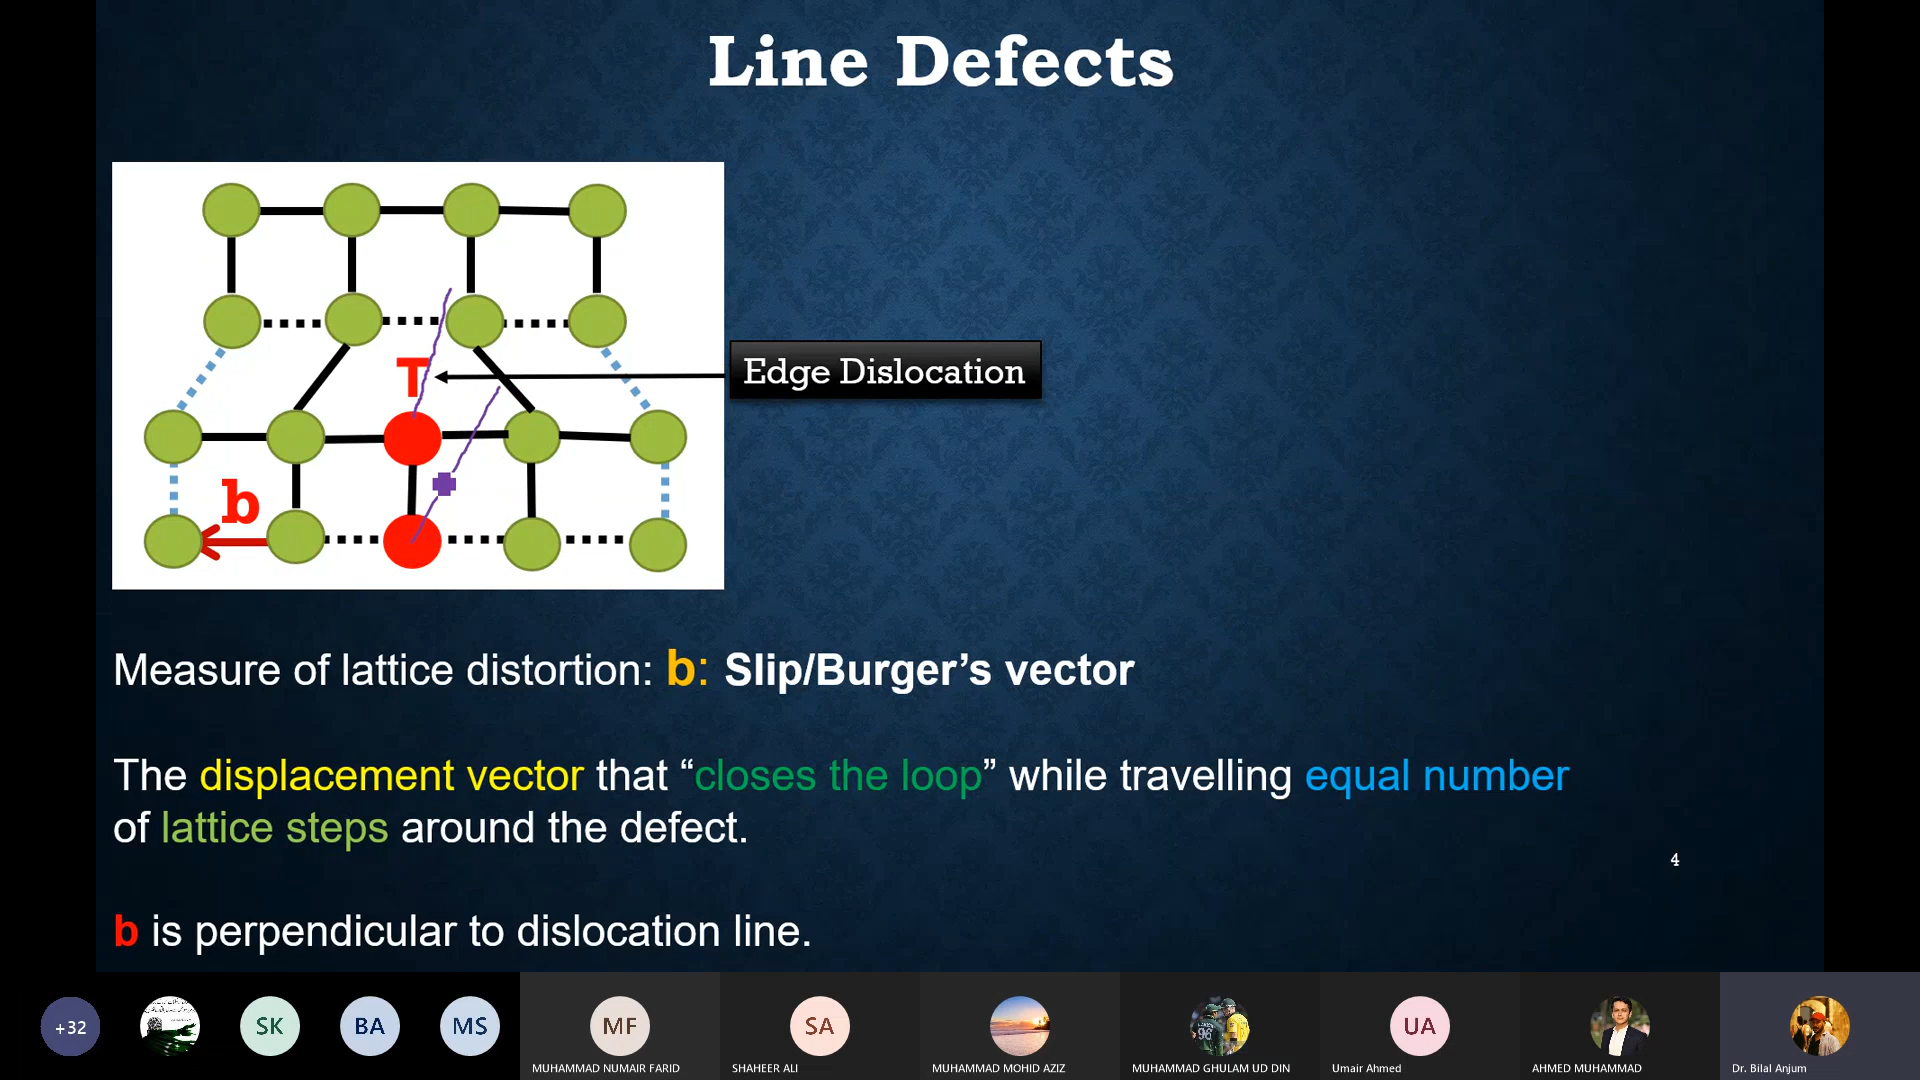 Line Defects
T
Edge Dislocation
b
Measure of lattice distortion: b: Slip/Burger’s vector
The displacement vector that “closes the loop” while travelling equal number
of lattice steps around the defect.
4
b is perpendicular to dislocation line.
+32
SK
BA
MS
MF
SA
UA
MUHAMMAD NUMAIR FARID
SHAHEER ALI
MUHAMMAD MOHID AZIZ
MUHAMMAD GHULAM UD DIN
Umair Ahmed
AHMED MUHAMMAD
Dr. Bilal Anjum